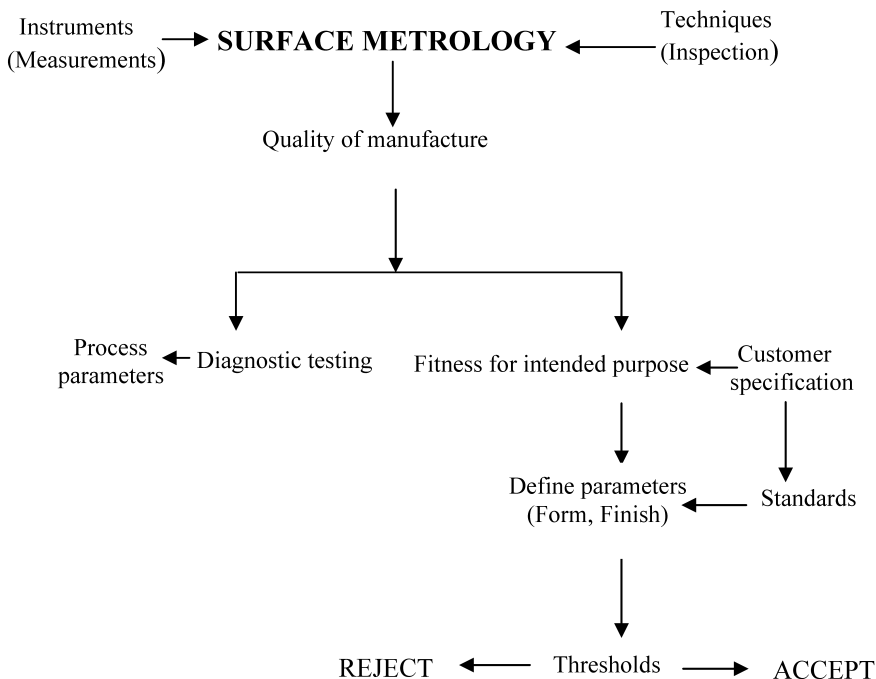 Instruments
(Measurements)
SURFACE METROLOGY
Techniques
(Inspection)
Quality of manufacture
Process
parameters
Diagnostic testing
Fitness for intended purpose
Customer
specification
Define parameters
(Form, Finish)
Standards
REJECT
Thresholds
ACCEPT